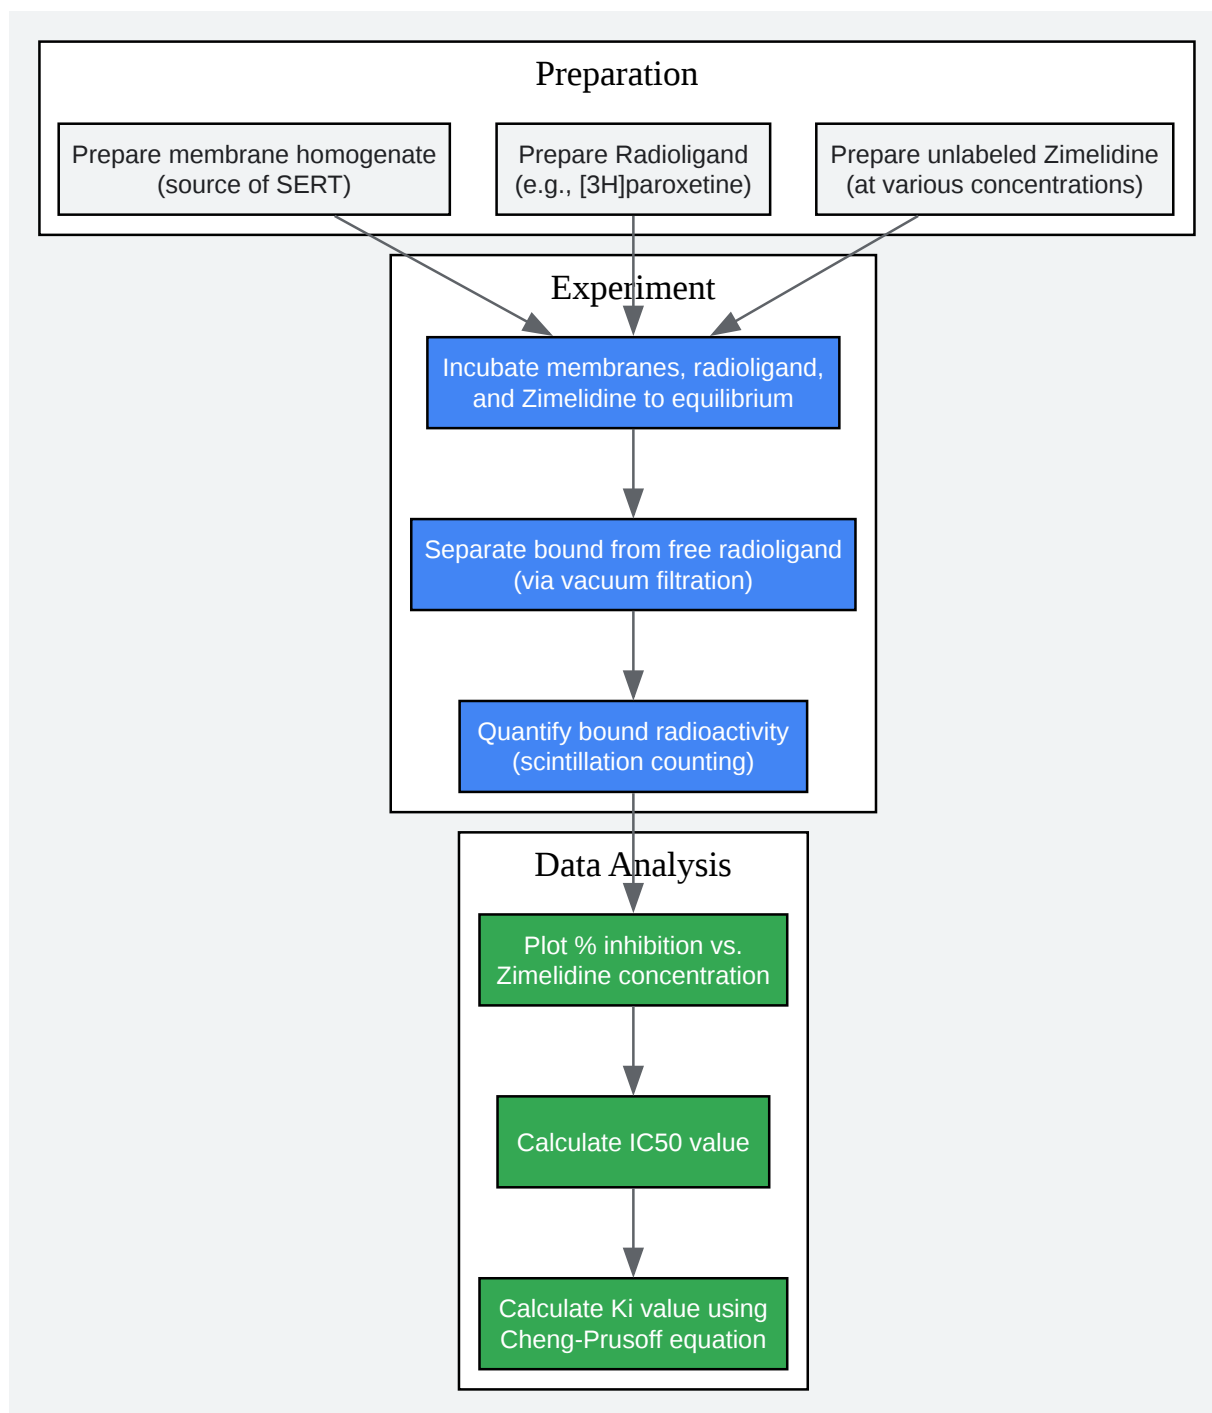 Preparation
Prepare membrane homogenate
(source of SERT)
Prepare Radioligand
(e.g., [3H]paroxetine)
Prepare unlabeled Zimelidine
(at various concentrations)
Experiment
Incubate membranes, radioligand,
and Zimelidine to equilibrium
Separate bound from free radioligand
(via vacuum filtration)
Quantify bound radioactivity
(scintillation counting)
Data Analysis
Plot % inhibition vs.
Zimelidine concentration
Calculate IC50 value
Calculate Ki value using
Cheng-Prusoff equation